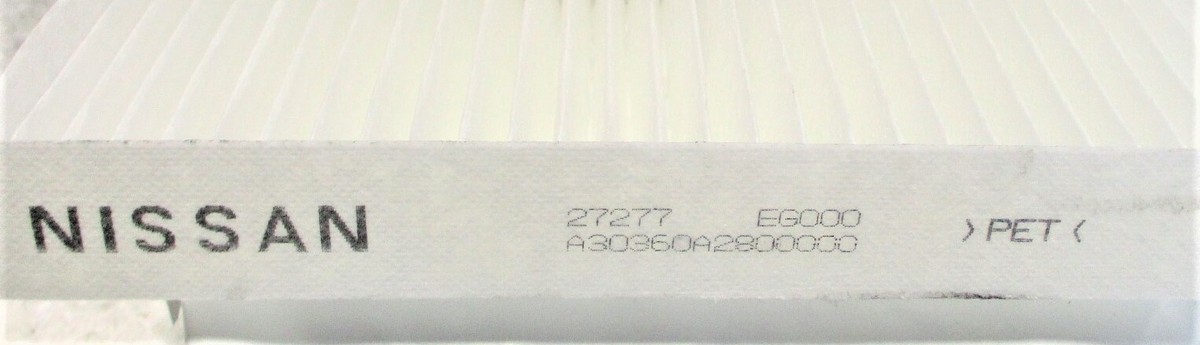 NISSAN
27277 EG000
A30360A2800000
>PET<